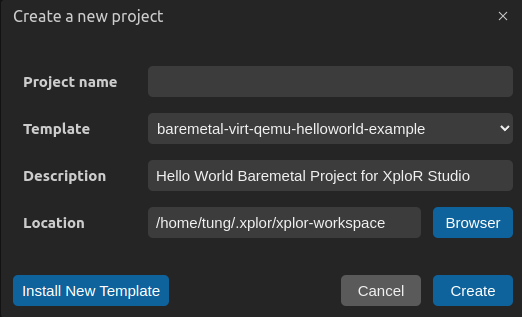 Create a new project
Project name
Template baremetal-virt-qemu-helloworld-example
Description Hello World Baremetal Project for XploR Studio
Location /home/tung/.xplor/xplor-workspace Browser
Install New Template Cancel Create